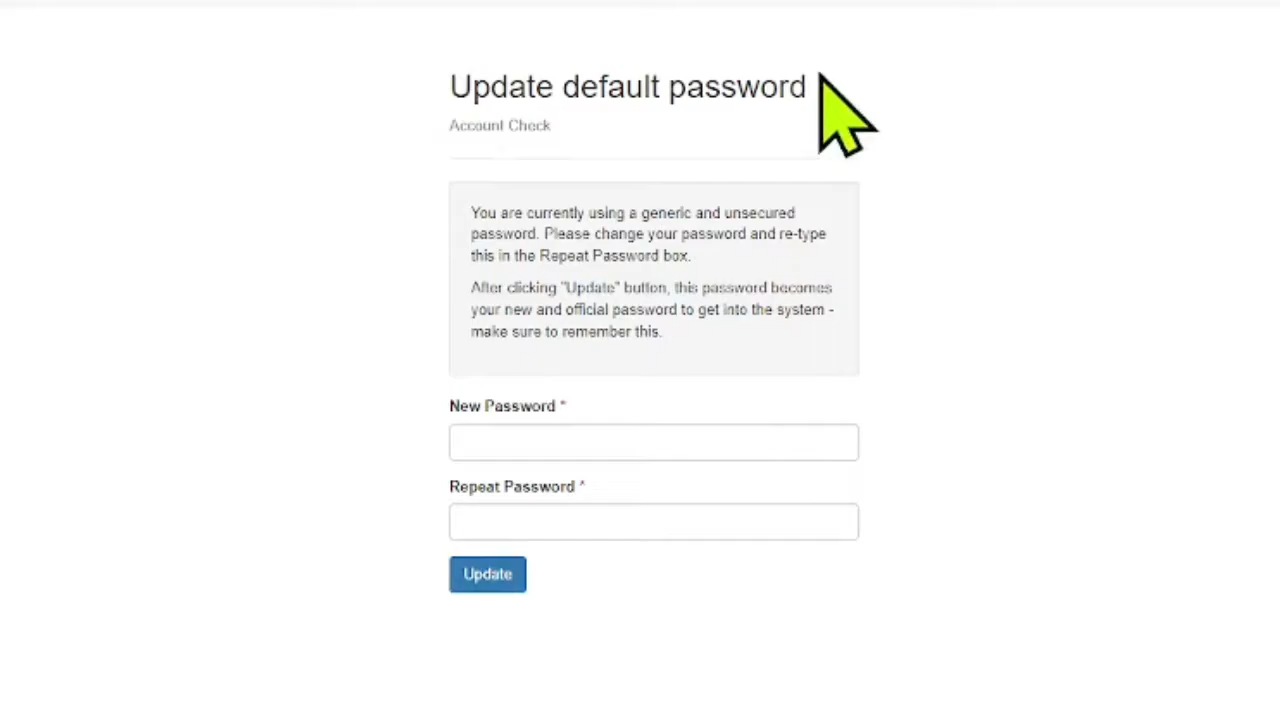 Update default password
Account Check
You are currently using a generic and unsecured
password. Please change your password and re-type
this in the Repeat Password box.
After clicking "Update" button, this password becomes
your new and official password to get into the system -
make sure to remember this.
New Password *
Repeat Password *
Update